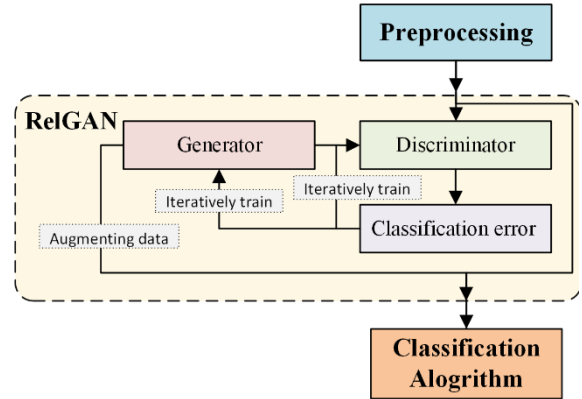 Preprocessing
RelGAN
Generator
Discriminator
Iteratively train
Iteratively train
Classification error
Augmenting data
Classification
Alogrithm